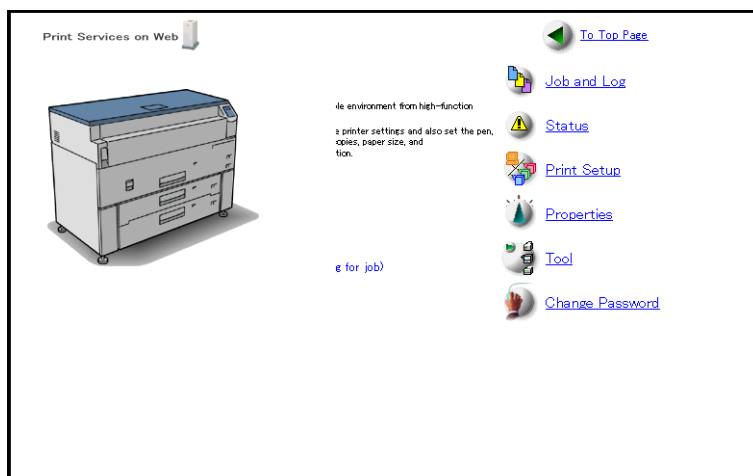 Print Services on Web
To Top Page
Job and Log
le environment from high-function
Status
e printer settings and also set the pen,
copies, paper size, and
tion.
Print Setup
Properties
Tool
g for job)
Change Password